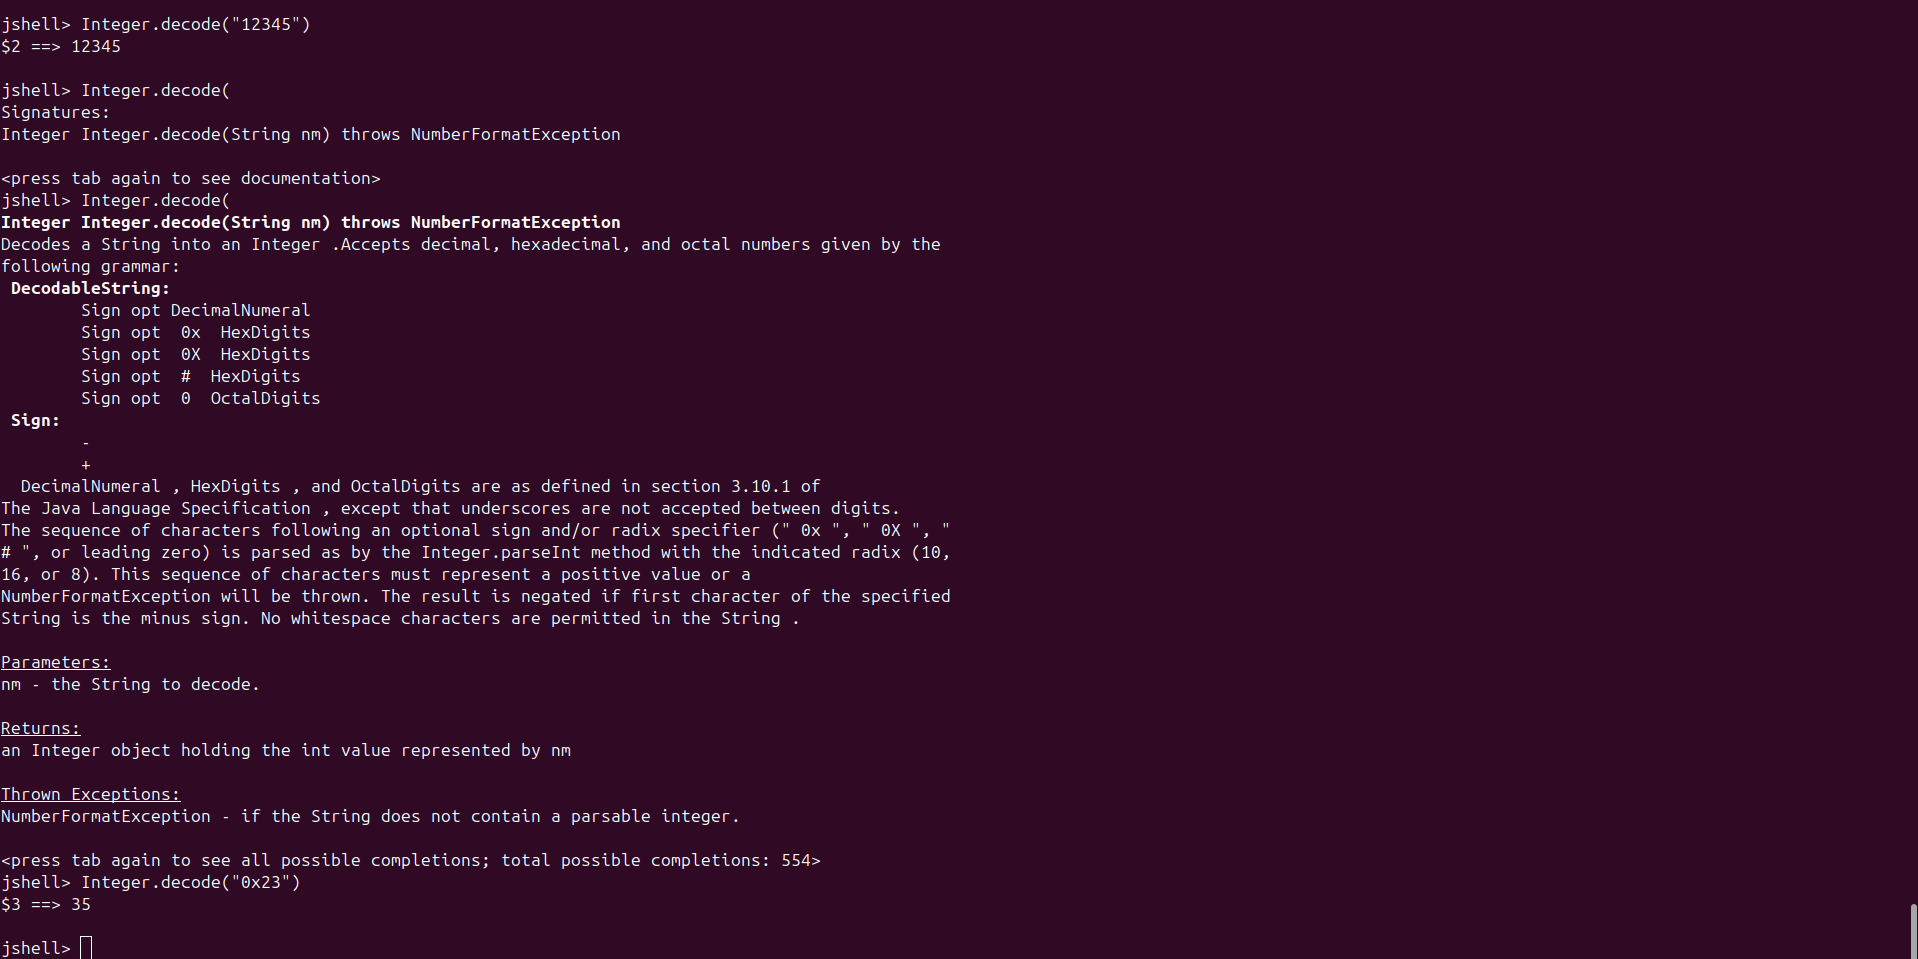 jshell> Integer.decode("12345")
$2 ==> 12345
jshell> Integer.decode(
Signatures:
Integer Integer.decode(String nm) throws NumberFormatException
<press tab again to see documentation>
jshell> Integer.decode(
Integer Integer.decode(String nm) throws NumberFormatException
Decodes a String into an Integer .Accepts decimal, hexadecimal, and octal numbers given by the
following grammar:
DecodableString:
Sign opt DecimalNumeral
Sign opt  0x  HexDigits
Sign opt  0X  HexDigits
Sign opt  #  HexDigits
Sign opt  0  OctalDigits
Sign:
-
+
DecimalNumeral , HexDigits , and OctalDigits are as defined in section 3.10.1 of
The Java Language Specification , except that underscores are not accepted between digits.
The sequence of characters following an optional sign and/or radix specifier (" 0x ", " 0X ", "
# ", or leading zero) is parsed as by the Integer.parseInt method with the indicated radix (10,
16, or 8). This sequence of characters must represent a positive value or a
NumberFormatException will be thrown. The result is negated if first character of the specified
String is the minus sign. No whitespace characters are permitted in the String .
Parameters:
nm - the String to decode.
Returns:
an Integer object holding the int value represented by nm
Thrown Exceptions:
NumberFormatException - if the String does not contain a parsable integer.
<press tab again to see all possible completions; total possible completions: 554>
jshell> Integer.decode("0x23")
$3 ==> 35
jshell>